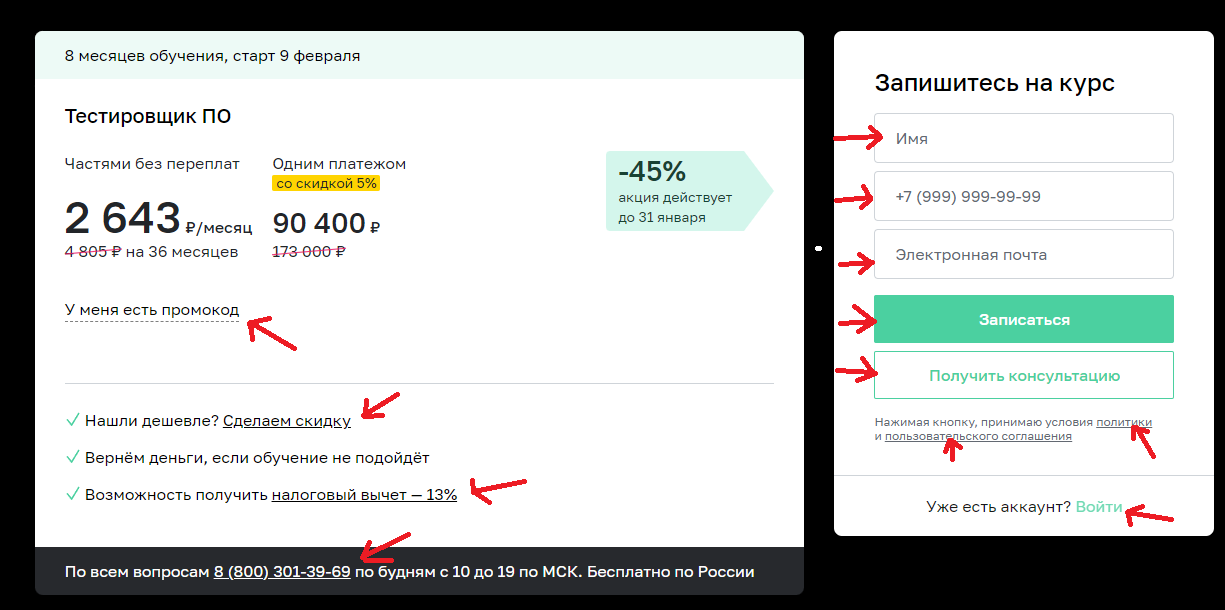 8 месяцев обучения, старт 9 февраля
Тестировщик ПО
Частями без переплат
2 643 ₽/месяц
4 805 ₽ на 36 месяцев
Одним платежом
со скидкой 5%
90 400 ₽
173 000 ₽
-45%
акция действует
до 31 января
У меня есть промокод
Нашли дешевле? Сделаем скидку
Вернём деньги, если обучение не подойдёт
Возможность получить налоговый вычет — 13%
По всем вопросам 8 (800) 301-39-69 по будням с 10 до 19 по МСК. Бесплатно по России
Запишитесь на курс
Имя
+7 (999) 999-99-99
Электронная почта
Записаться
Получить консультацию
Нажимая кнопку, принимаю условия политики
и пользовательского соглашения
Уже есть аккаунт? Войти